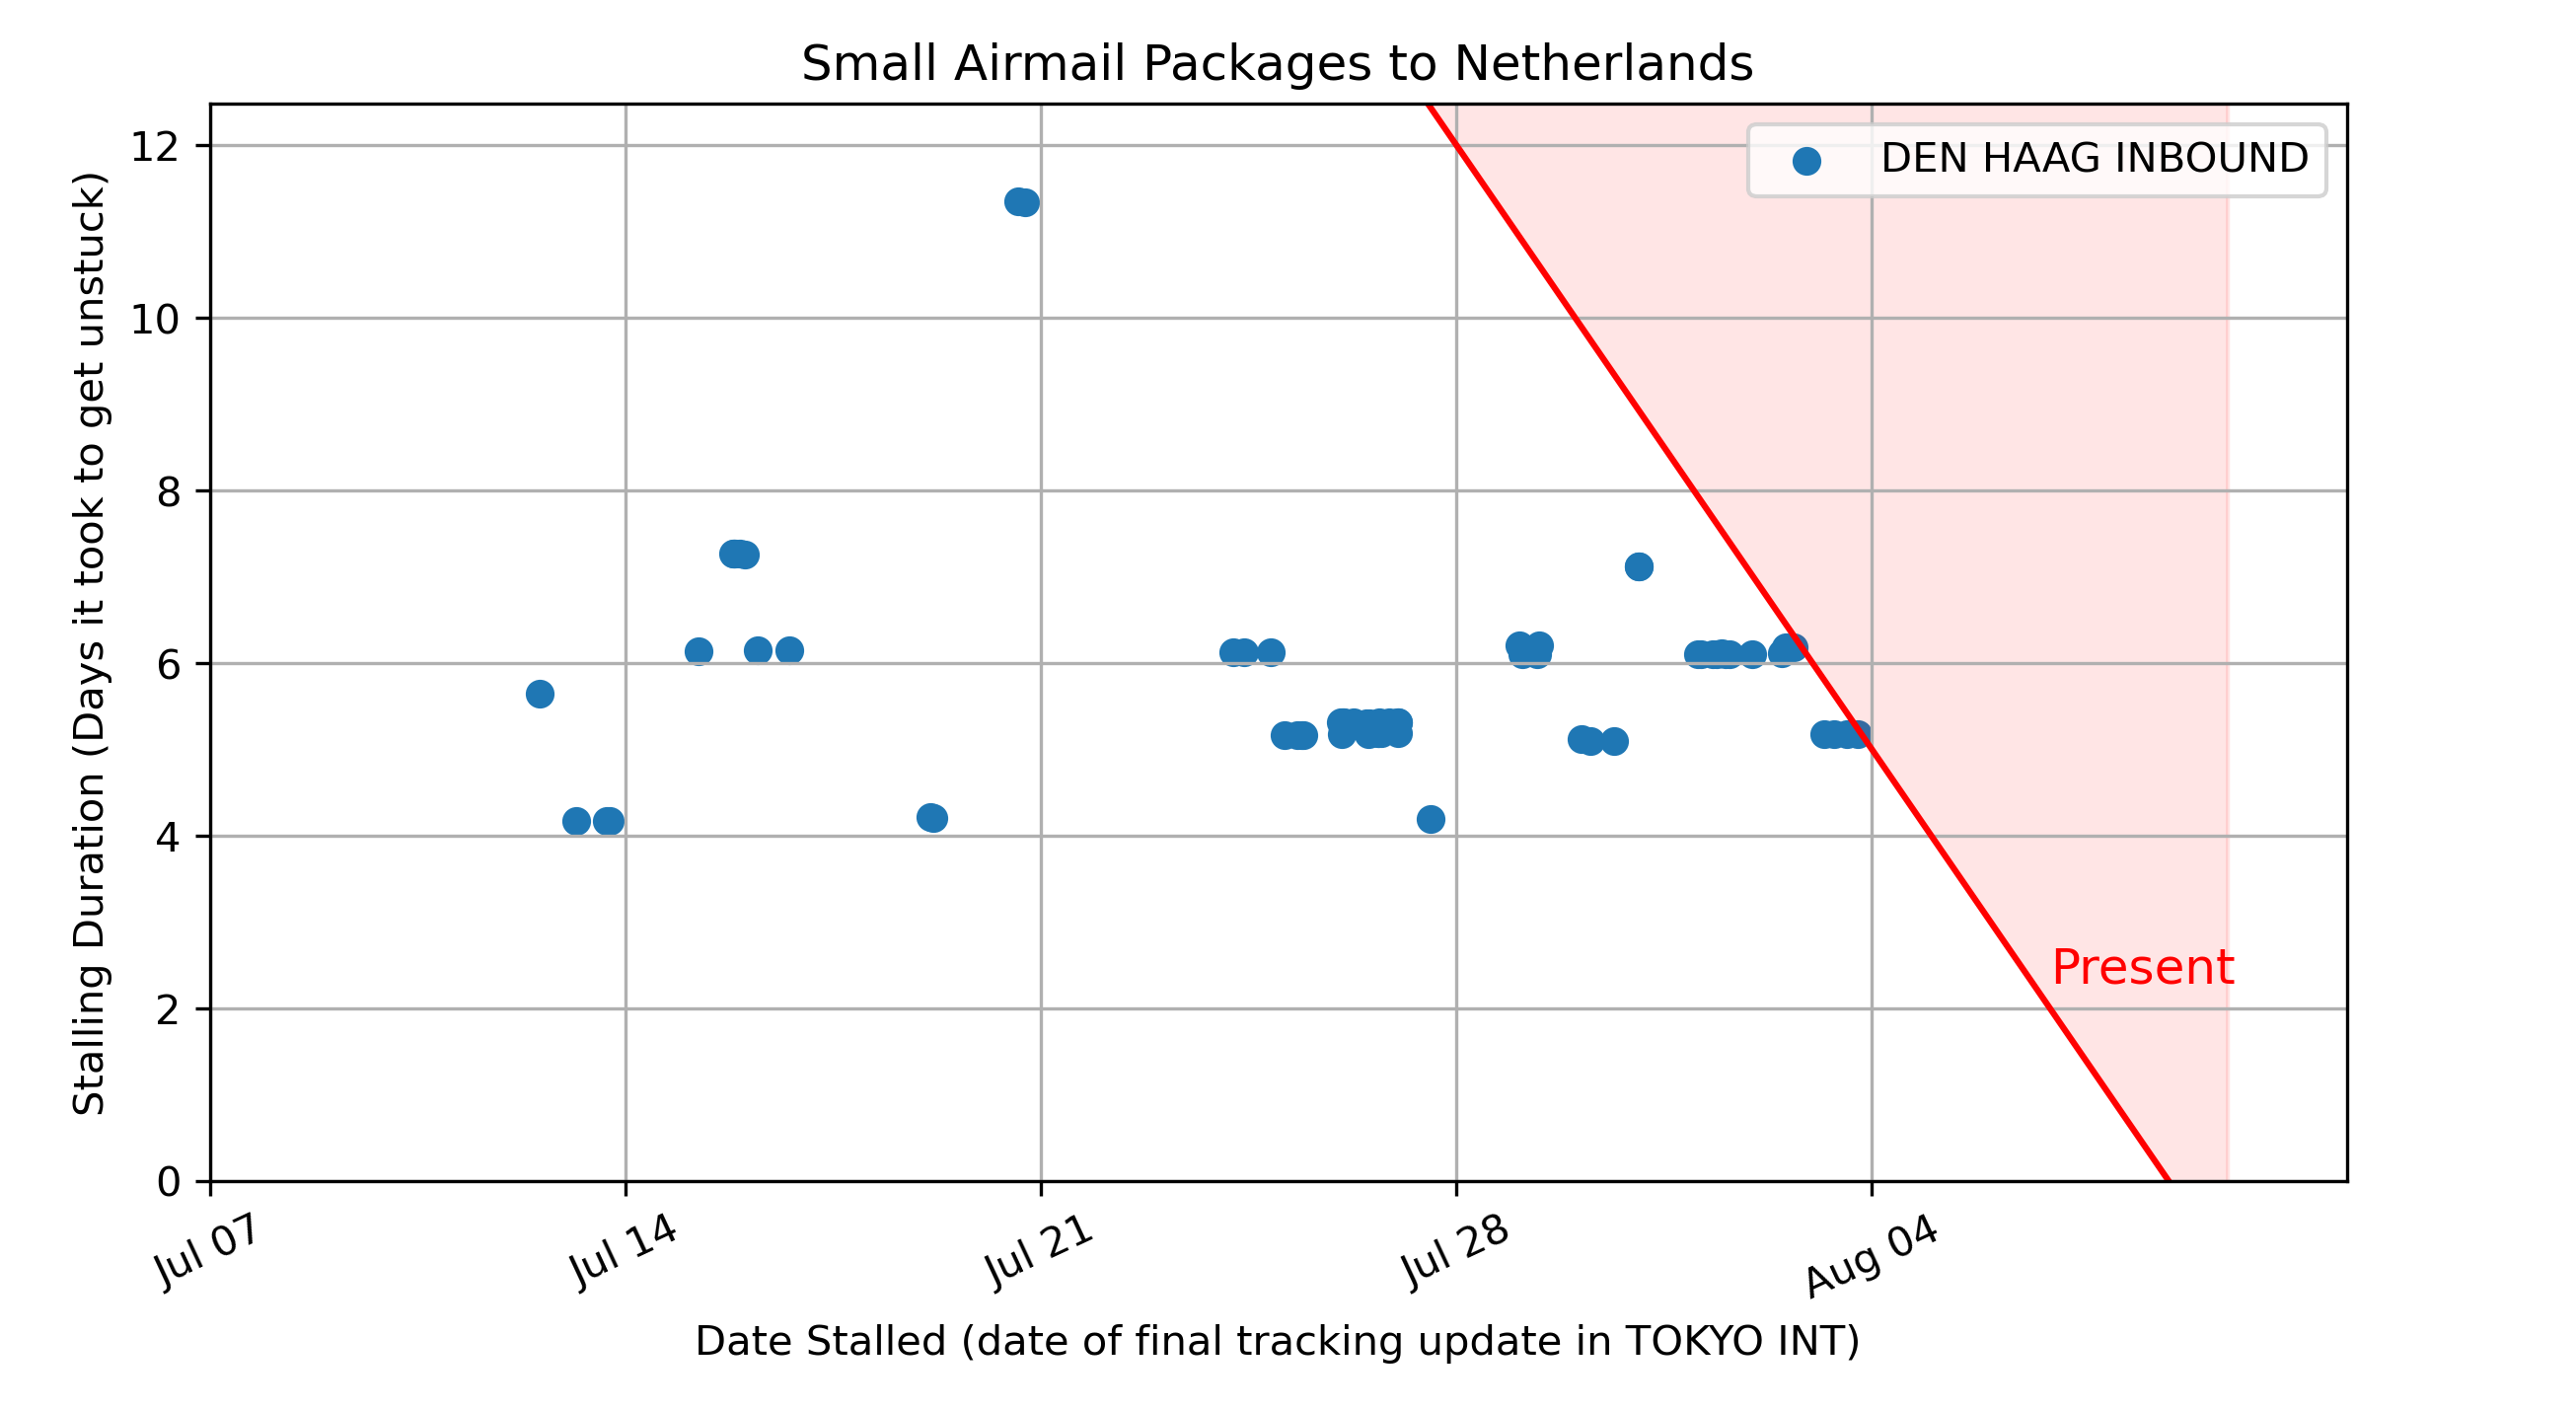 Small Airmail Packages to Netherlands
DEN HAAG INBOUND
Stalling Duration (Days it took to get unstuck)
12
10
8
6
4
2
0
Present
Jul 07
Jul 14
Jul 21
Jul 28
Aug 04
Date Stalled (date of final tracking update in TOKYO INT)